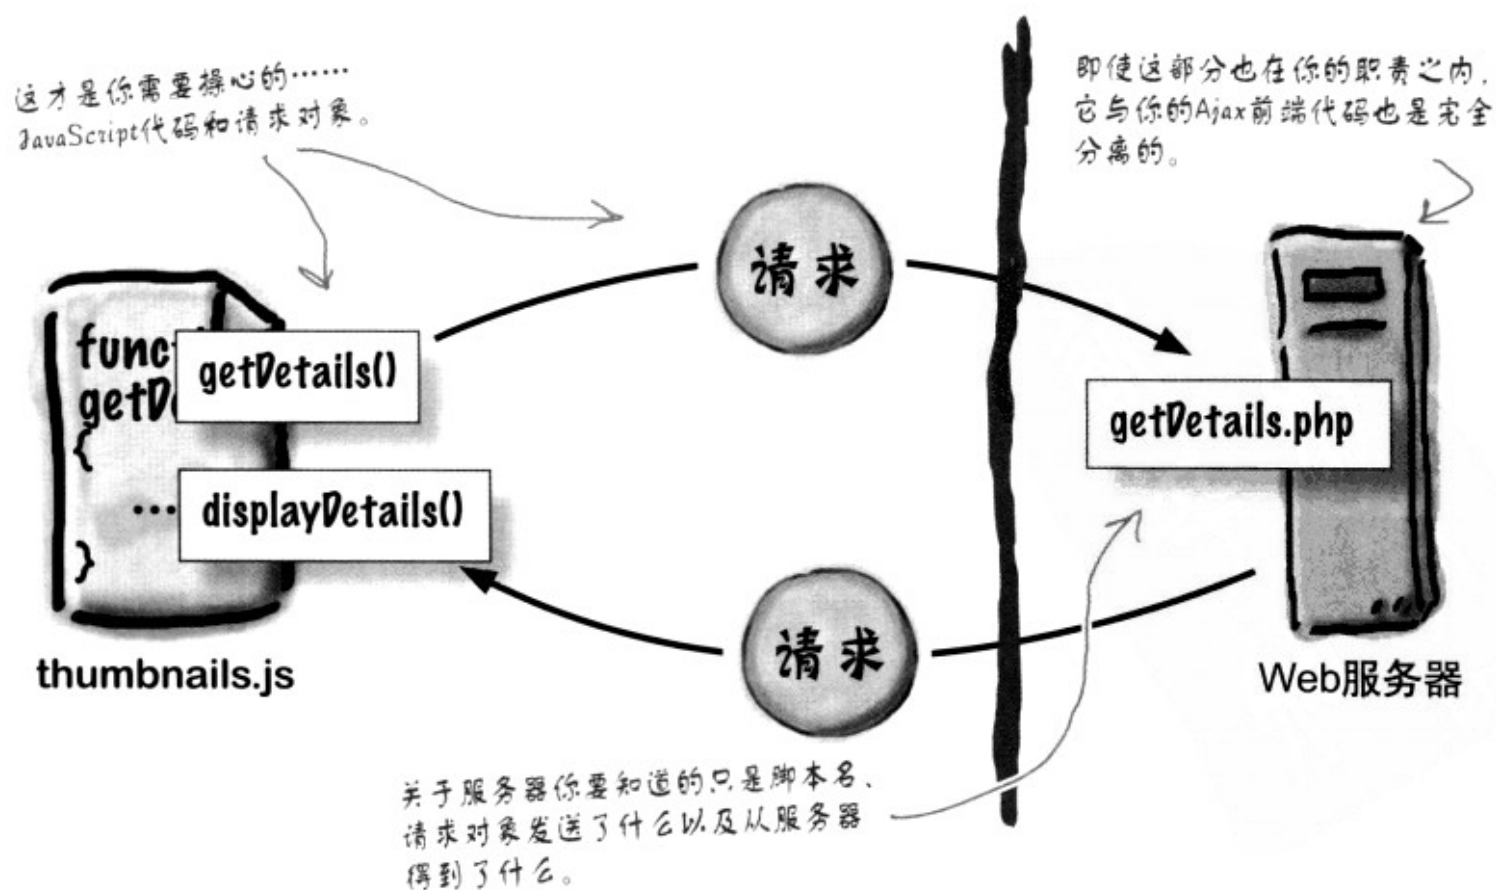 这才是你需要操心的……
JavaScript代码和请求对象。
即使这部分也在你的职责之内，
它与你的Ajax前端代码也是完全
分离的。
请求
func
getDe
{
...
}
getDetails()
displayDetails()
getDetails.php
请求
thumbnails.js
Web服务器
关于服务器你要知道的只是脚本名、
请求对象发送了什么以及从服务器
得到了什么。